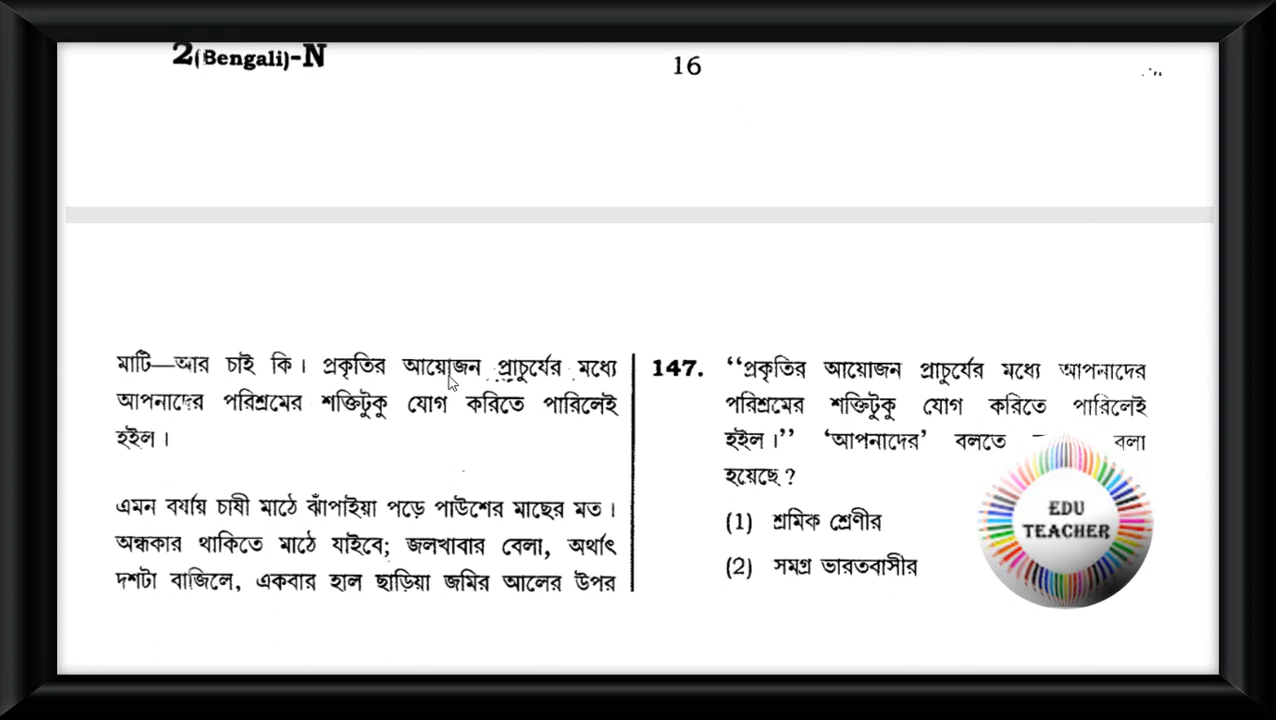 2(Bengali)-N
16
মাটি—আর চাই কি। প্রকৃতির আয়োজন প্রাচুর্যের মধ্যে
আপনাদের পরিশ্রমের শক্তিটুকু যোগ করিতে পারিলেই
হইল।
এমন বর্ষায় চাষী মাঠে ঝাঁপাইয়া পড়ে পাউশের মাছের মত।
অন্ধকার থাকিতে মাঠে যাইবে; জলখাবার বেলা, অর্থাৎ
দশটা বাজিলে, একবার হাল ছাড়িয়া জমির আলের উপর
147. ‘‘প্রকৃতির আয়োজন প্রাচুর্যের মধ্যে আপনাদের
পরিশ্রমের শক্তিটুকু যোগ করিতে পারিলেই
হইল।’’ ‘আপনাদের’ বলতে বলা
হয়েছে?
(1) শ্রমিক শ্রেণীর
(2) সমগ্র ভারতবাসীর
EDU
TEACHER